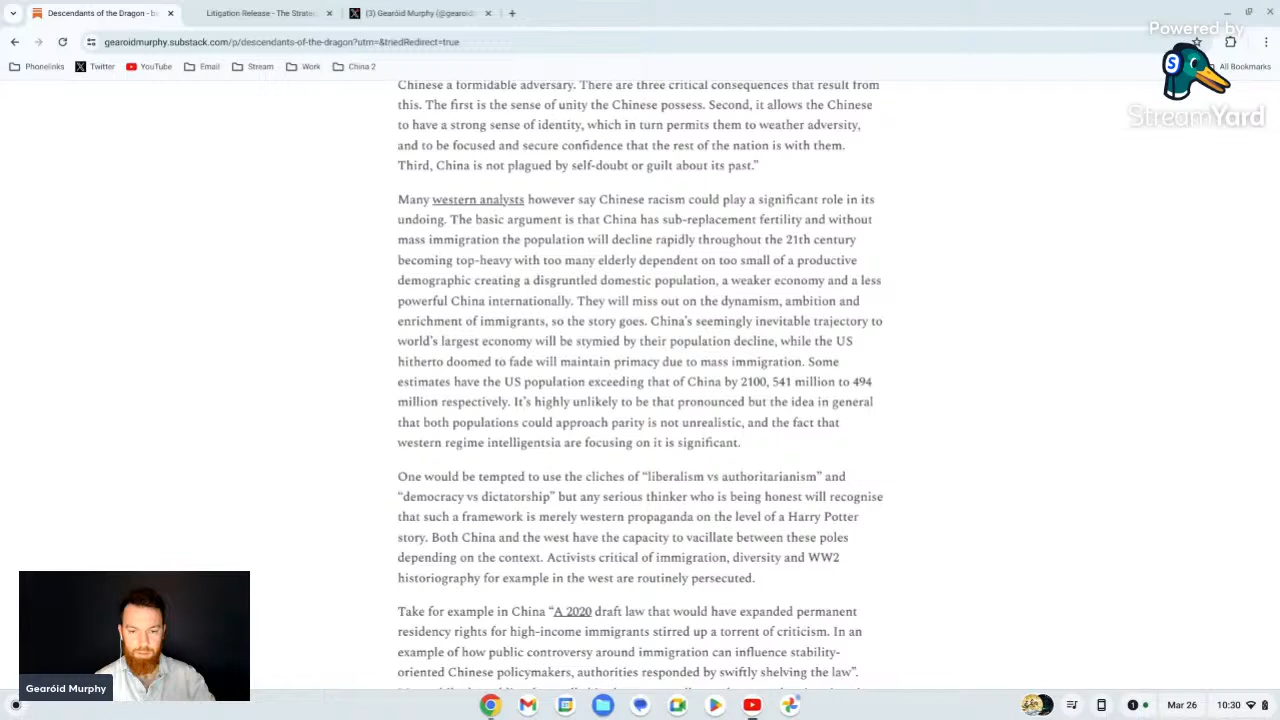 Descendants of the Dragon - b
Litigation Release - The Strate
(3) Gearóid Murphy (@gearoid
gearoidmurphy.substack.com/p/descendants-of-the-dragon?utm=&triedRedirect=true
Phonelinks
Twitter
YouTube
Email
Stream
Work
China 2
All Bookmarks
Powered by
StreamYard
Chinese a formidable adversary. There are three critical consequences that result from
this. The first is the sense of unity the Chinese possess. Second, it allows the Chinese
to have a strong sense of identity, which in turn permits them to weather adversity,
and to be focused and secure confidence that the rest of the nation is with them.
Third, China is not plagued by self-doubt or guilt about its past.”
Many western analysts however say Chinese racism could play a significant role in its
undoing. The basic argument is that China has sub-replacement fertility and without
mass immigration the population will decline rapidly throughout the 21th century
becoming top-heavy with too many elderly dependent on too small of a productive
demographic creating a disgruntled domestic population, a weaker economy and a less
powerful China internationally. They will miss out on the dynamism, ambition and
enrichment of immigrants, so the story goes. China’s seemingly inevitable trajectory to
world’s largest economy will be stymied by their population decline, while the US
hitherto doomed to fade will maintain primacy due to mass immigration. Some
estimates have the US population exceeding that of China by 2100, 541 million to 494
million respectively. It’s highly unlikely to be that pronounced but the idea in general
that both populations could approach parity is not unrealistic, and the fact that
western regime intelligentsia are focusing on it is significant.
One would be tempted to use the cliches of “liberalism vs authoritarianism” and
“democracy vs dictatorship” but any serious thinker who is being honest will recognise
that such a framework is merely western propaganda on the level of a Harry Potter
story. Both China and the west have the capacity to vacillate between these poles
depending on the context. Activists critical of immigration, diversity and WW2
historiography for example in the west are routinely persecuted.
Take for example in China “A 2020 draft law that would have expanded permanent
residency rights for high-income immigrants stirred up a torrent of criticism. In an
example of how public controversy around immigration can influence stability-
oriented Chinese policymakers, authorities responded by swiftly shelving the law”.
Gearóid Murphy
Mar 26
10:30